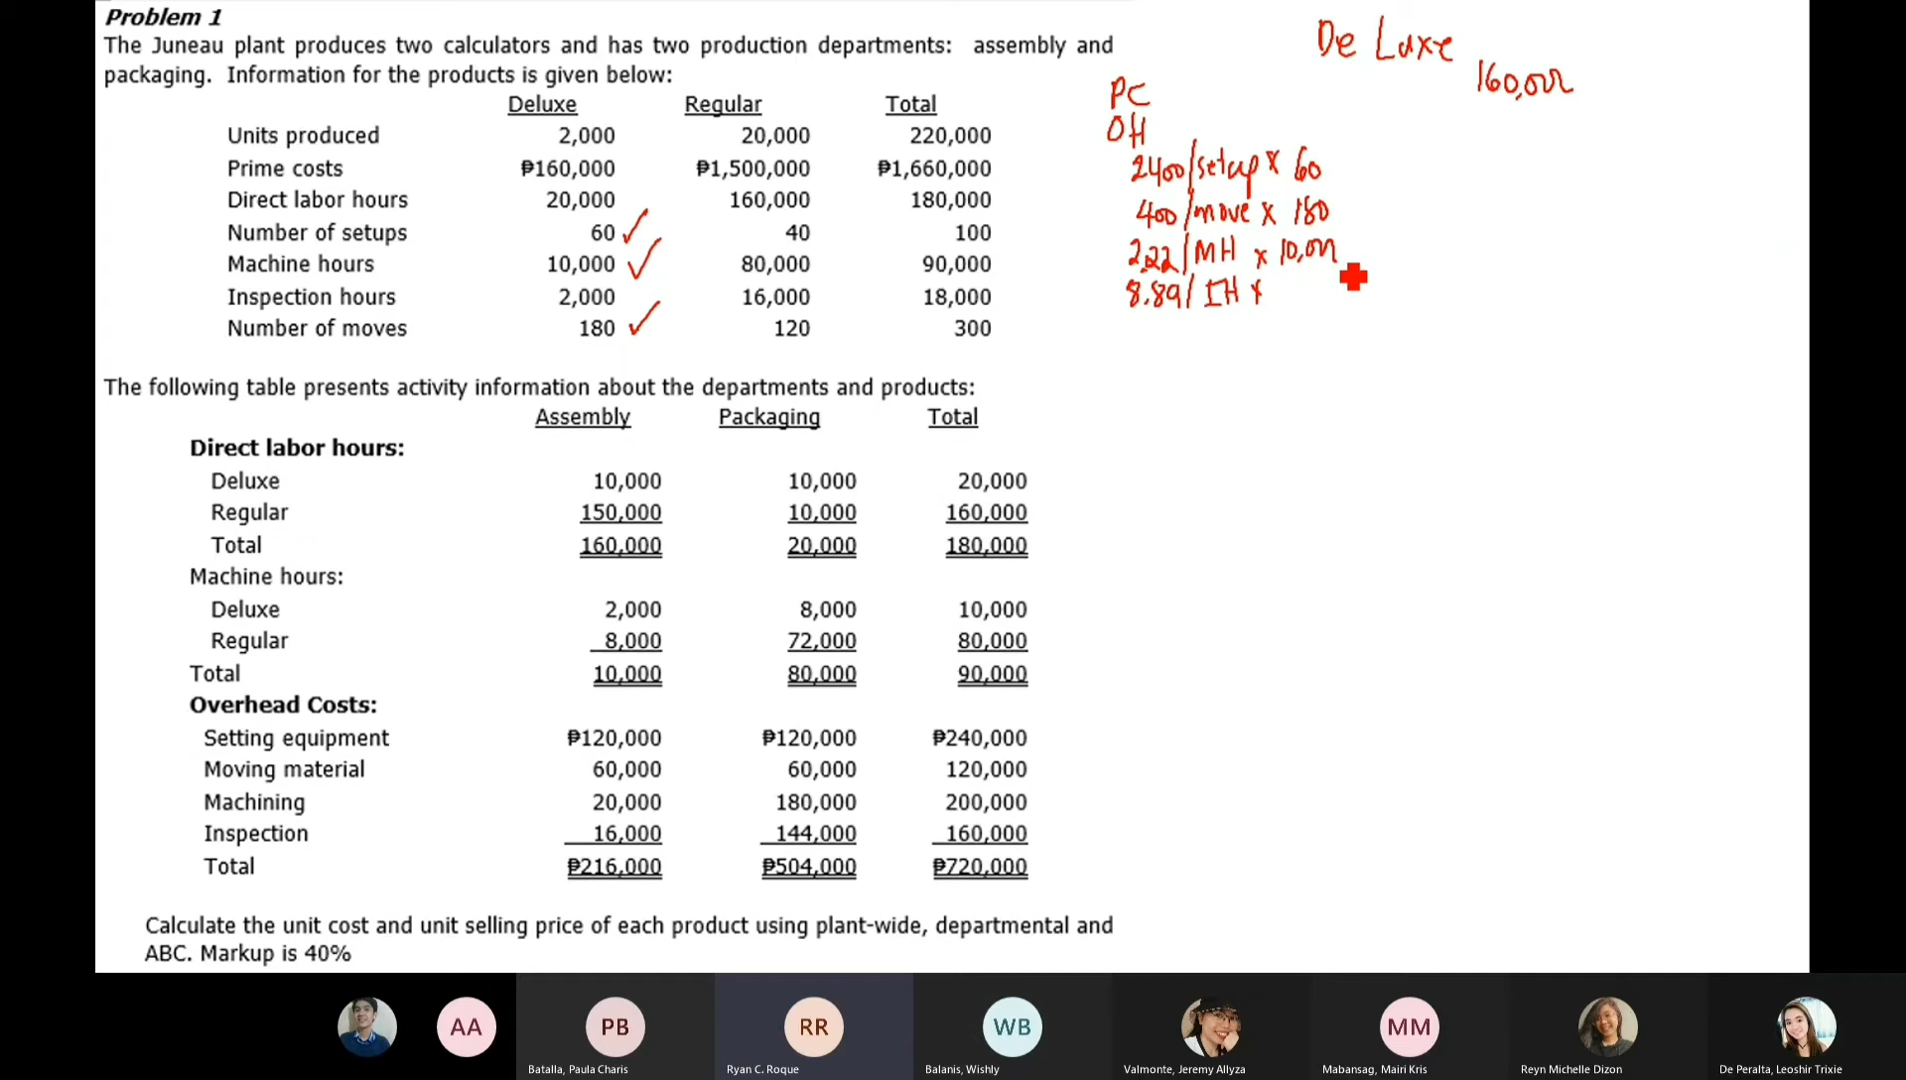 Problem 1
The Juneau plant produces two calculators and has two production departments: assembly and
packaging. Information for the products is given below:
Deluxe Regular Total
Units produced 2,000 20,000 220,000
Prime costs ₱160,000 ₱1,500,000 ₱1,660,000
Direct labor hours 20,000 160,000 180,000
Number of setups 60 40 100
Machine hours 10,000 80,000 90,000
Inspection hours 2,000 16,000 18,000
Number of moves 180 120 300
The following table presents activity information about the departments and products:
Assembly Packaging Total
Direct labor hours:
Deluxe 10,000 10,000 20,000
Regular 150,000 10,000 160,000
Total 160,000 20,000 180,000
Machine hours:
Deluxe 2,000 8,000 10,000
Regular 8,000 72,000 80,000
Total 10,000 80,000 90,000
Overhead Costs:
Setting equipment ₱120,000 ₱120,000 ₱240,000
Moving material 60,000 60,000 120,000
Machining 20,000 180,000 200,000
Inspection 16,000 144,000 160,000
Total ₱216,000 ₱504,000 ₱720,000
Calculate the unit cost and unit selling price of each product using plant-wide, departmental and
ABC. Markup is 40%
De Luxe
160,000
PC
OH
2400/setup x 60
400/move x 180
2.22/MH x 10,000
8.89/IH x
AA PB RR WB MM
Batalla, Paula Charis
Ryan C. Roque
Balanis, Wishly
Valmonte, Jeremy Allyza
Mabansag, Mairi Kris
Reyn Michelle Dizon
De Peralta, Leoshir Trixie